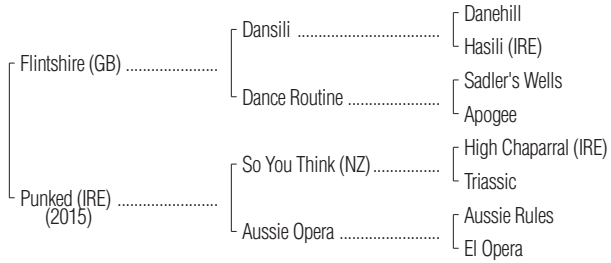 Danehill
Dansili ........................
Hasili (IRE)
Flintshire (GB) ...............
Sadler's Wells
Dance Routine ...............
Apogee
High Chaparral (IRE)
So You Think (NZ)...........
Triassic
Punked (IRE) ................
(2015)
Aussie Rules
Aussie Opera ................
El Opera